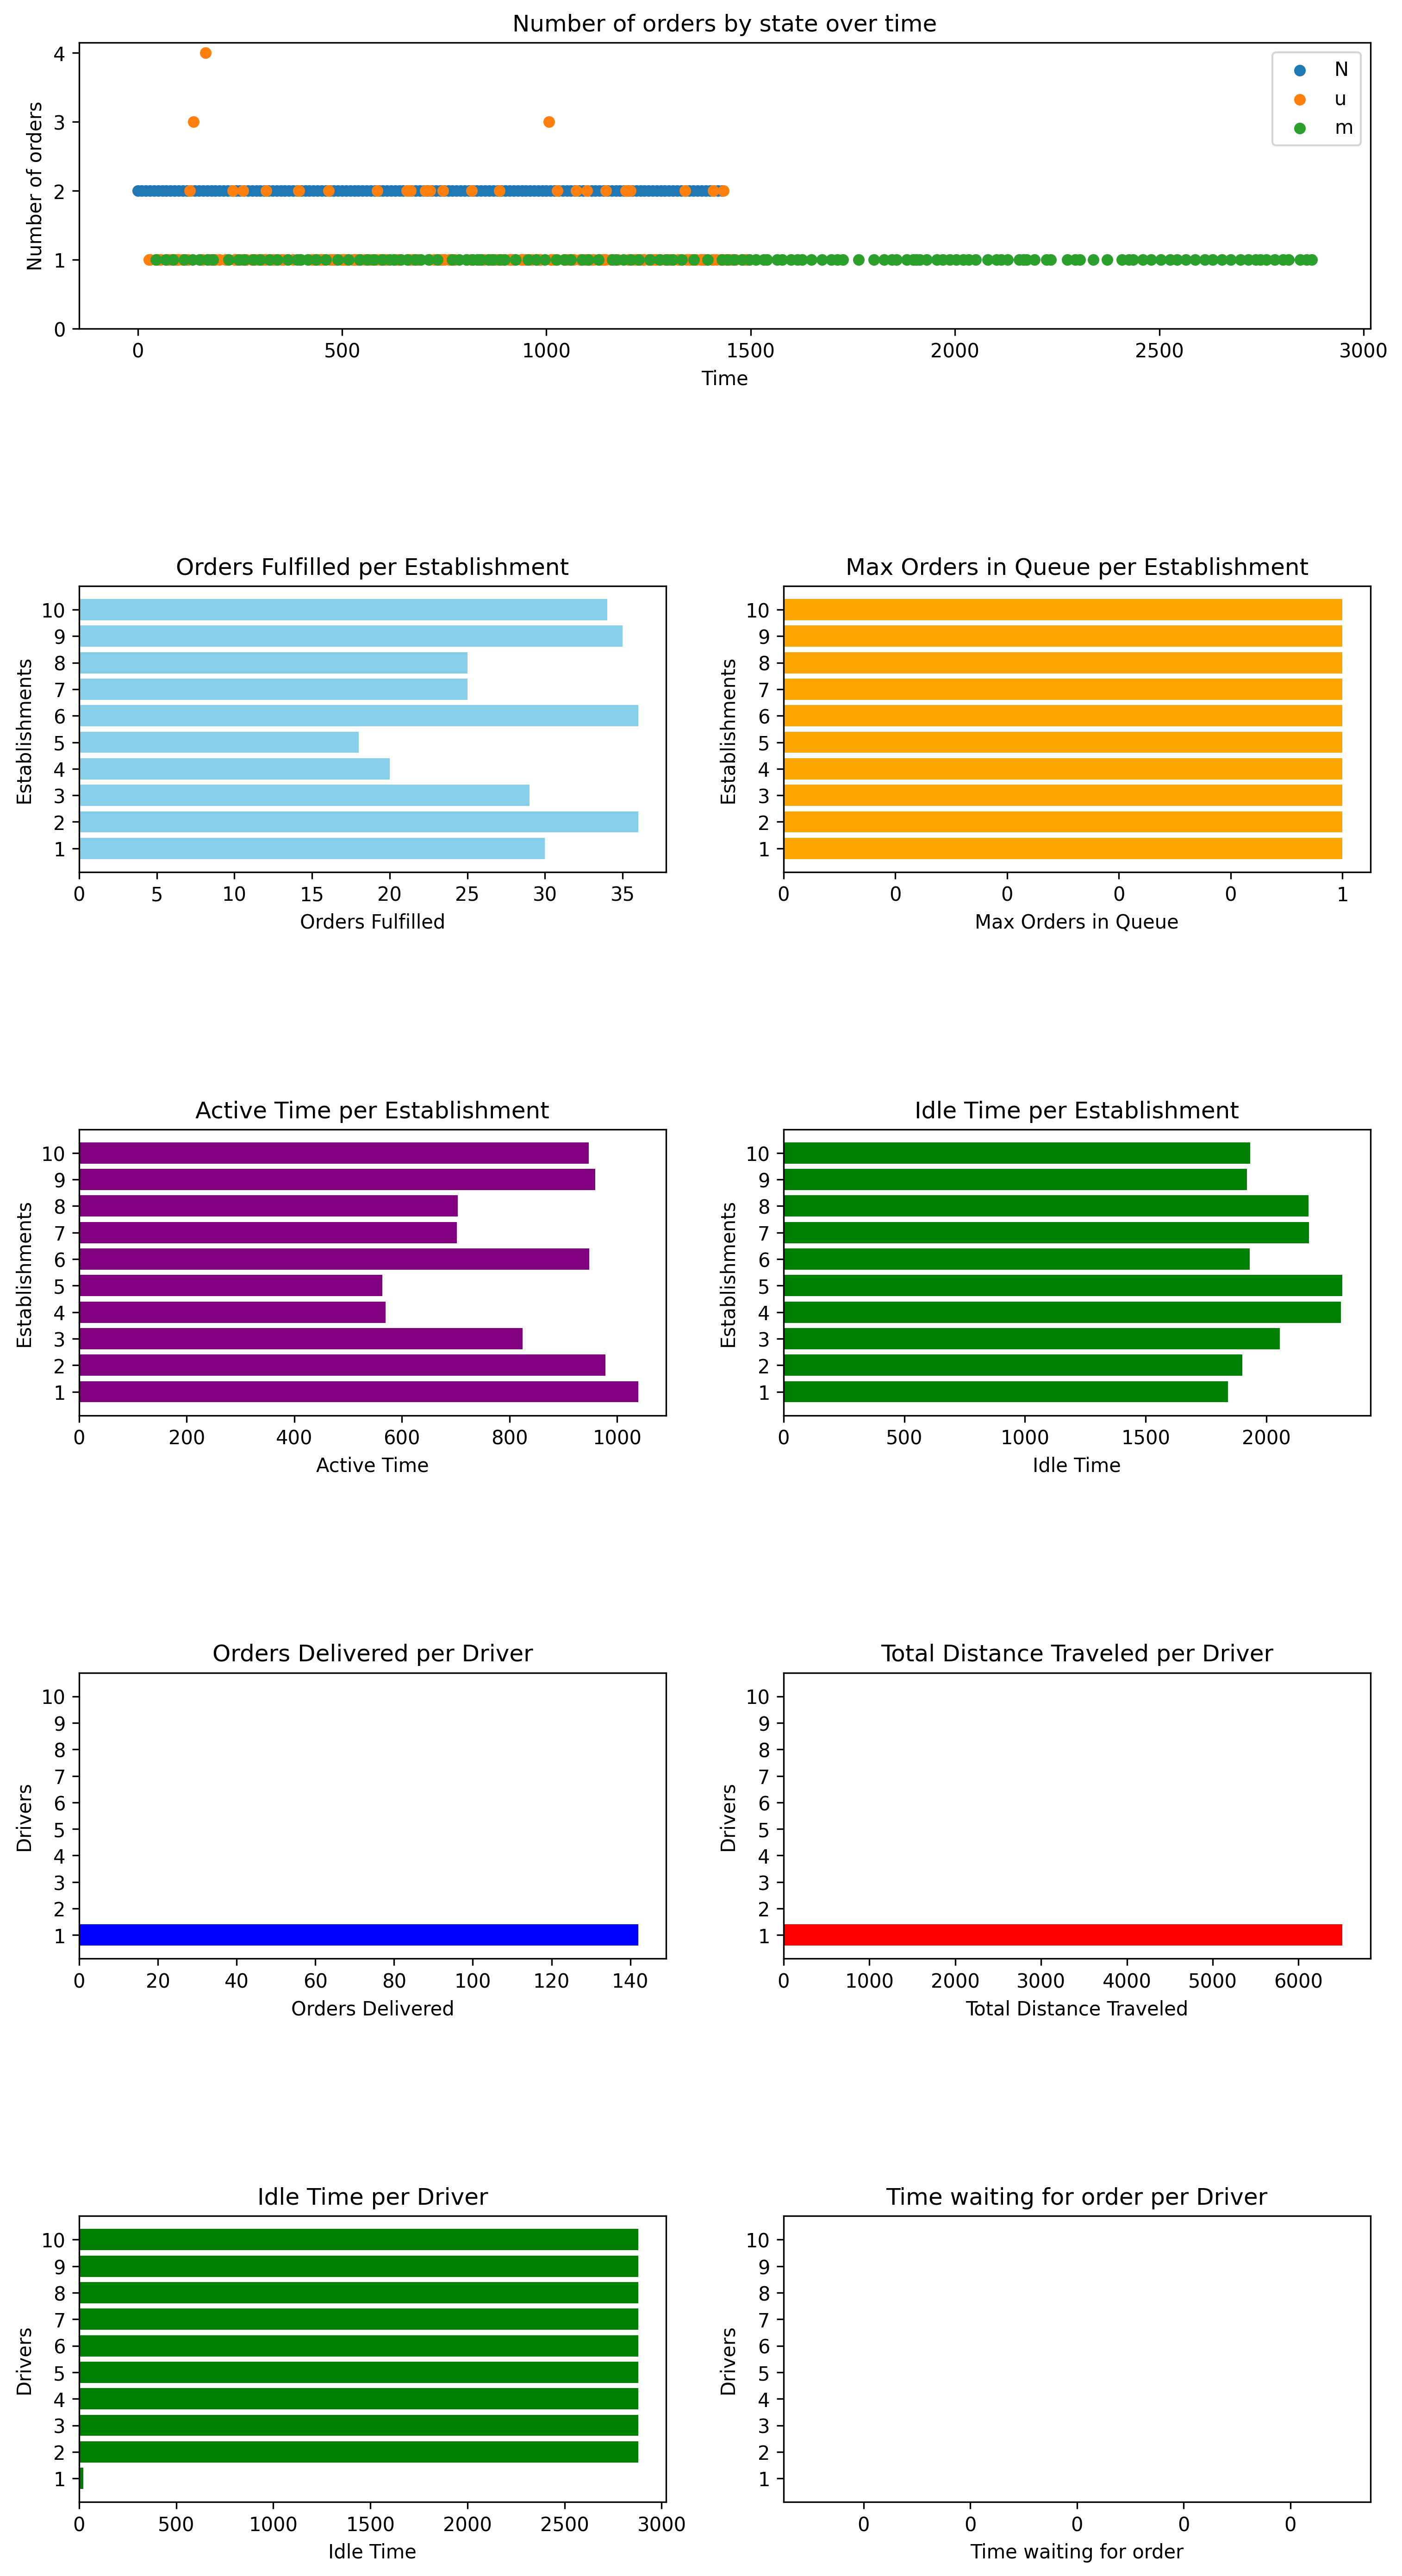 Number of orders by state over time
Number of orders
4
3
2
1
0
N
u
m
0 500 1000 1500 2000 2500 3000
Time
Orders Fulfilled per Establishment
Establishments
10
9
8
7
6
5
4
3
2
1
0 5 10 15 20 25 30 35
Orders Fulfilled
Max Orders in Queue per Establishment
Establishments
10
9
8
7
6
5
4
3
2
1
0 0 0 0 0 1
Max Orders in Queue
Active Time per Establishment
Establishments
10
9
8
7
6
5
4
3
2
1
0 200 400 600 800 1000
Active Time
Idle Time per Establishment
Establishments
10
9
8
7
6
5
4
3
2
1
0 500 1000 1500 2000
Idle Time
Orders Delivered per Driver
Drivers
10
9
8
7
6
5
4
3
2
1
0 20 40 60 80 100 120 140
Orders Delivered
Total Distance Traveled per Driver
Drivers
10
9
8
7
6
5
4
3
2
1
0 1000 2000 3000 4000 5000 6000
Total Distance Traveled
Idle Time per Driver
Drivers
10
9
8
7
6
5
4
3
2
1
0 500 1000 1500 2000 2500 3000
Idle Time
Time waiting for order per Driver
Drivers
10
9
8
7
6
5
4
3
2
1
0 0 0 0 0
Time waiting for order